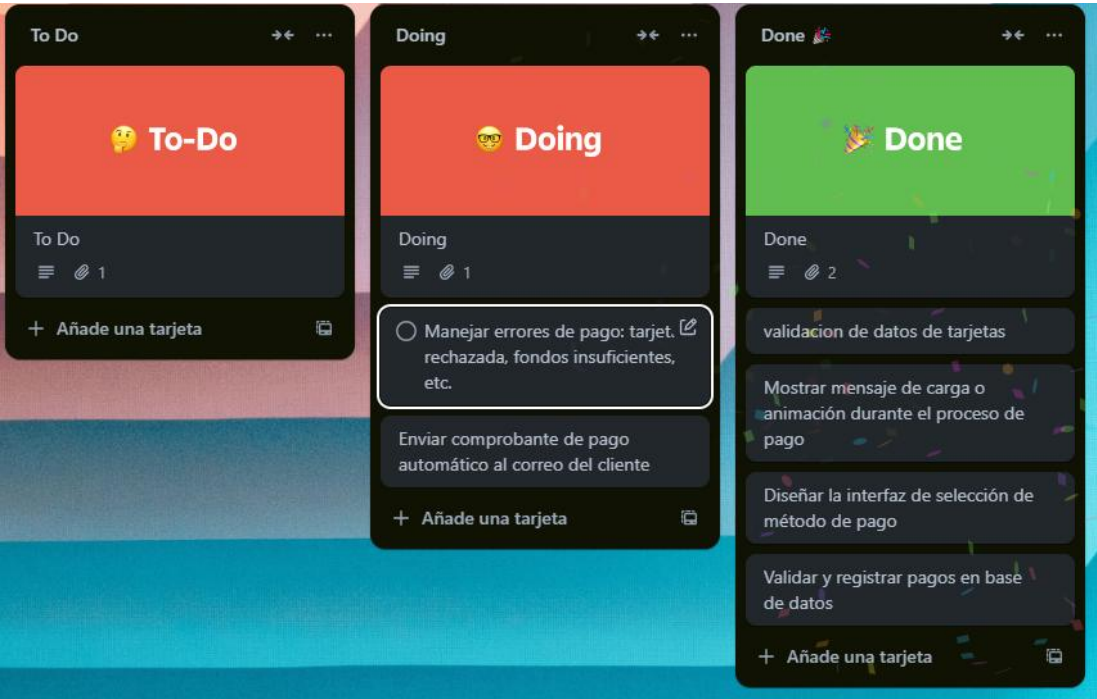 To Do
🤔 To-Do
To Do
1
+ Añade una tarjeta
Doing
🤓 Doing
Doing
1
Manejar errores de pago: tarjet.
rechazada, fondos insuficientes,
etc.
Enviar comprobante de pago
automático al correo del cliente
+ Añade una tarjeta
Done 🎉
🎉 Done
Done
2
validacion de datos de tarjetas
Mostrar mensaje de carga o
animación durante el proceso de
pago
Diseñar la interfaz de selección de
método de pago
Validar y registrar pagos en base
de datos
+ Añade una tarjeta